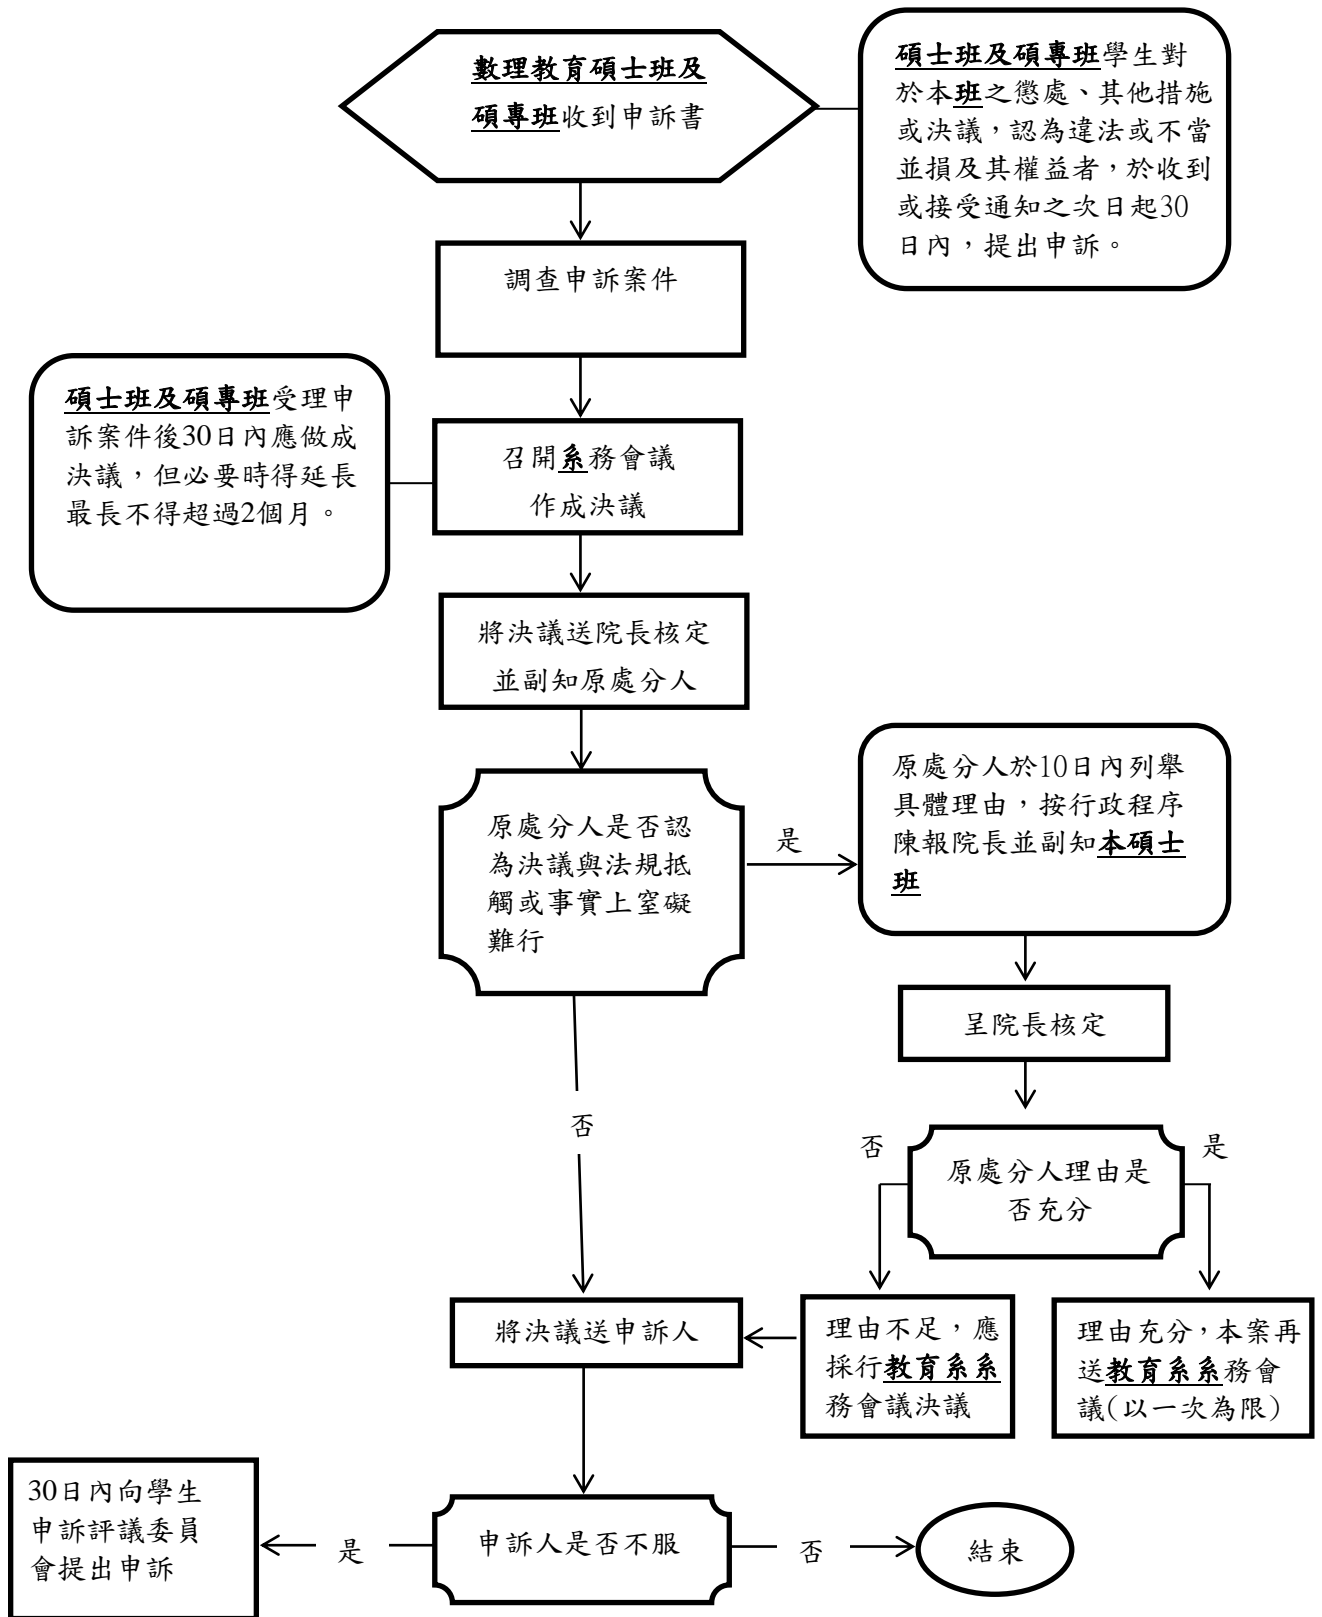 數理教育碩士班及
碩專班收到申訴書
碩士班及碩專班學生對
於本班之懲處、其他措施
或決議，認為違法或不當
並損及其權益者，於收到
或接受通知之次日起30
日內，提出申訴。
調查申訴案件
碩士班及碩專班受理申
訴案件後30日內應做成
決議，但必要時得延長
最長不得超過2個月。
召開系務會議
作成決議
將決議送院長核定
並副知原處分人
原處分人是否認
為決議與法規抵
觸或事實上窒礙
難行
是
原處分人於10日內列舉
具體理由，按行政程序
陳報院長並副知本碩士
班
呈院長核定
否
否
原處分人理由是
否充分
是
將決議送申訴人
理由不足，應
採行教育系系
務會議決議
理由充分，本案再
送教育系系務會
議(以一次為限)
30日內向學生
申訴評議委員
會提出申訴
是
申訴人是否不服
否
結束